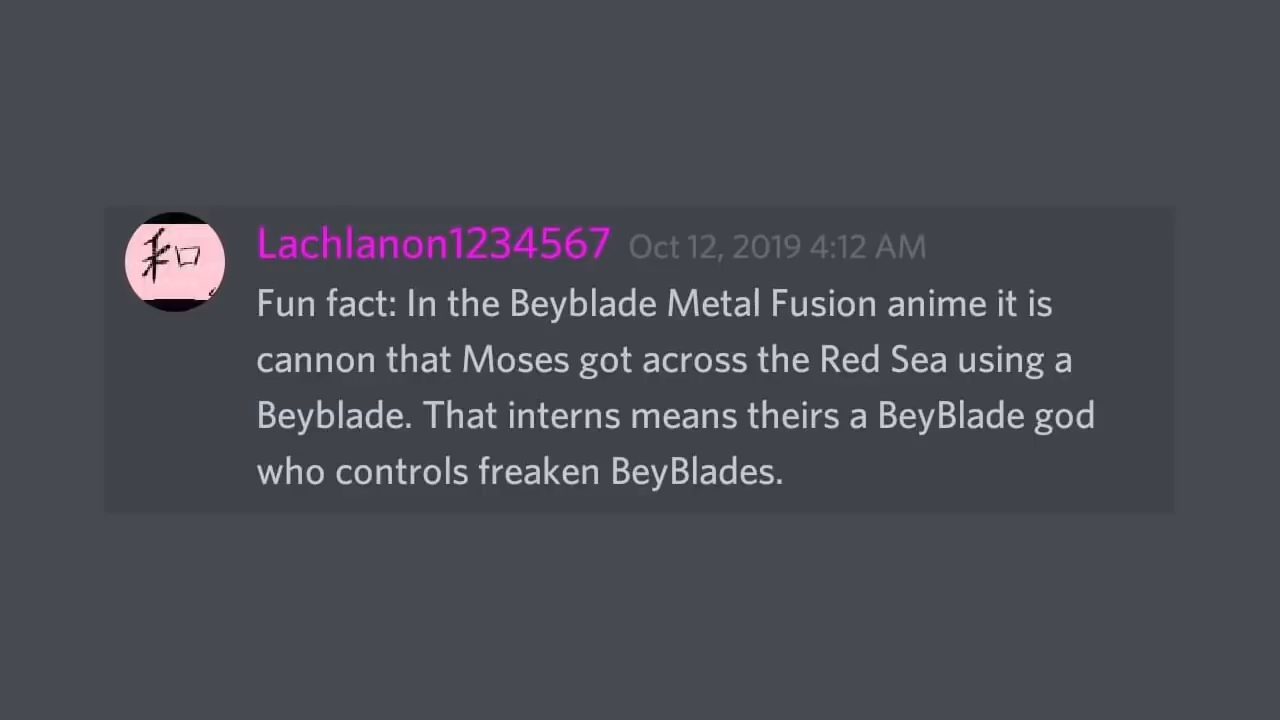 和
Lachlanon1234567 Oct 12, 2019 4:12 AM
Fun fact: In the Beyblade Metal Fusion anime it is
cannon that Moses got across the Red Sea using a
Beyblade. That interns means theirs a BeyBlade god
who controls freaken BeyBlades.